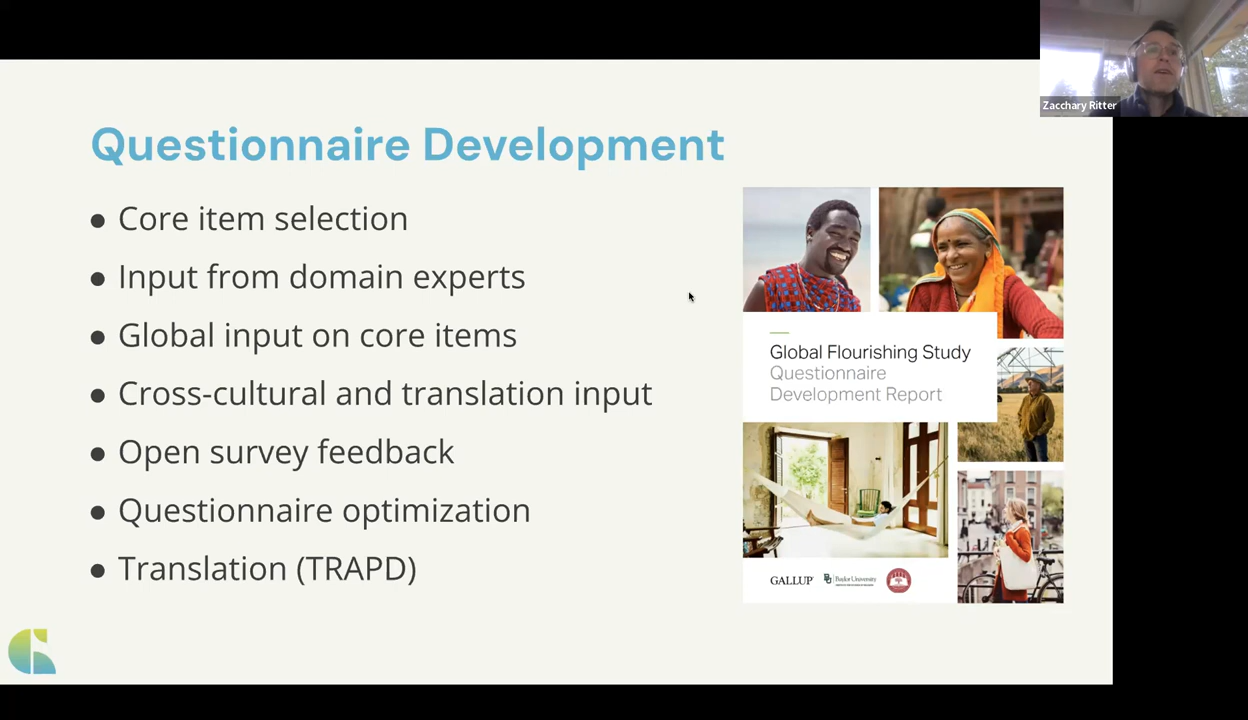 Zacchary Ritter
Questionnaire Development
● Core item selection
● Input from domain experts
● Global input on core items
● Cross-cultural and translation input
● Open survey feedback
● Questionnaire optimization
● Translation (TRAPD)
Global Flourishing Study
Questionnaire
Development Report
GALLUP
Baylor University